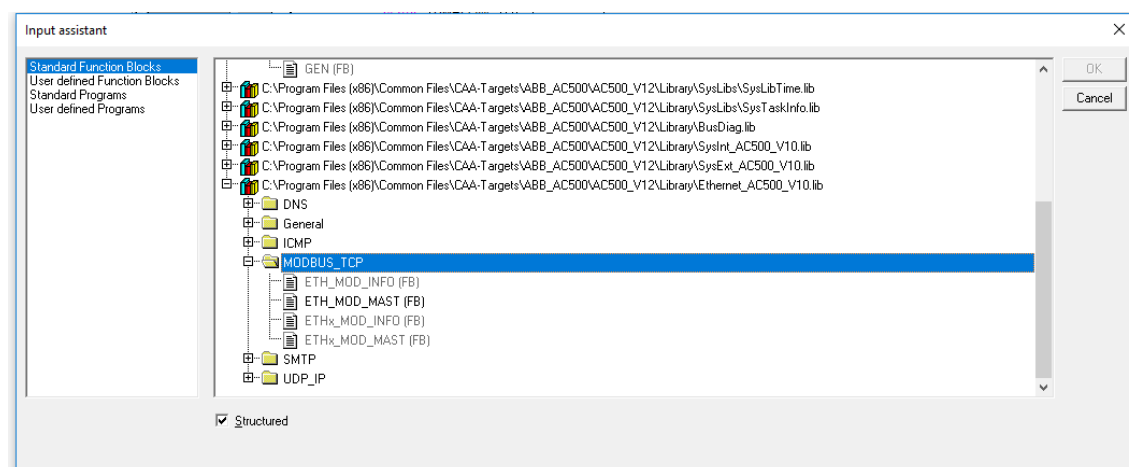 Input assistant
Standard Function Blocks
User defined Function Blocks
Standard Programs
User defined Programs
GEN (FB)
C:\Program Files (x86)\Common Files\CAA-Targets\ABB_AC500\AC500_V12\Library\SysLibs\SysLibTime.lib
C:\Program Files (x86)\Common Files\CAA-Targets\ABB_AC500\AC500_V12\Library\SysLibs\SysTaskInfo.lib
C:\Program Files (x86)\Common Files\CAA-Targets\ABB_AC500\AC500_V12\Library\BusDiag.lib
C:\Program Files (x86)\Common Files\CAA-Targets\ABB_AC500\AC500_V12\Library\SysInt_AC500_V10.lib
C:\Program Files (x86)\Common Files\CAA-Targets\ABB_AC500\AC500_V12\Library\SysExt_AC500_V10.lib
C:\Program Files (x86)\Common Files\CAA-Targets\ABB_AC500\AC500_V12\Library\Ethernet_AC500_V10.lib
DNS
General
ICMP
MODBUS_TCP
ETH_MOD_INFO (FB)
ETH_MOD_MAST (FB)
ETHx_MOD_INFO (FB)
ETHx_MOD_MAST (FB)
SMTP
UDP_IP
OK
Cancel
Structured